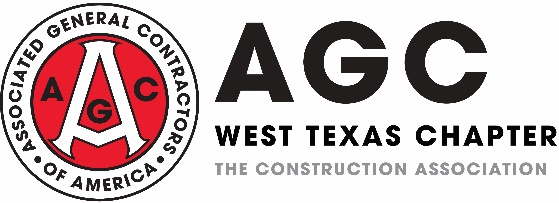 ASSOCIATED GENERAL CONTRACTORS
• OF AMERICA •
A G C
AGC
WEST TEXAS CHAPTER
THE CONSTRUCTION ASSOCIATION